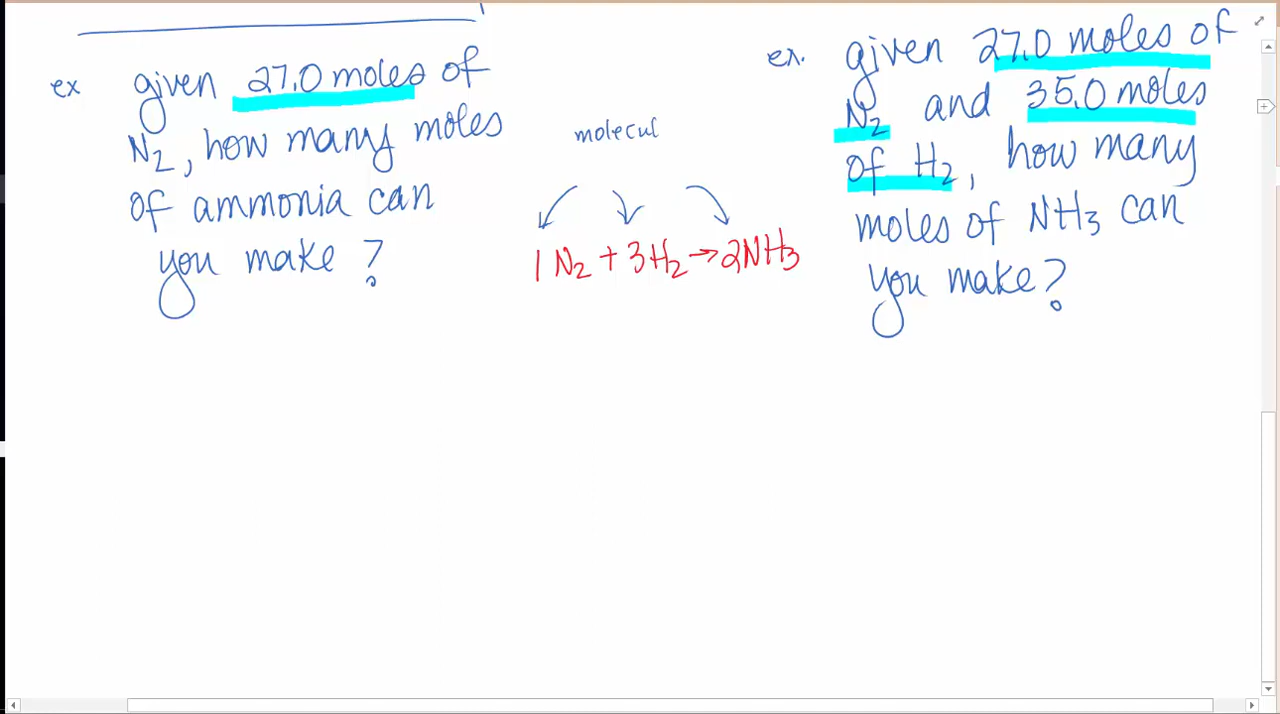 ex given 27.0 moles of
N2, how many moles
of ammonia can
you make ?
molecul
1 N2 + 3H2 → 2NH3
ex. given 27.0 moles of
N2 and 35.0 moles
of H2, how many
moles of NH3 can
you make?